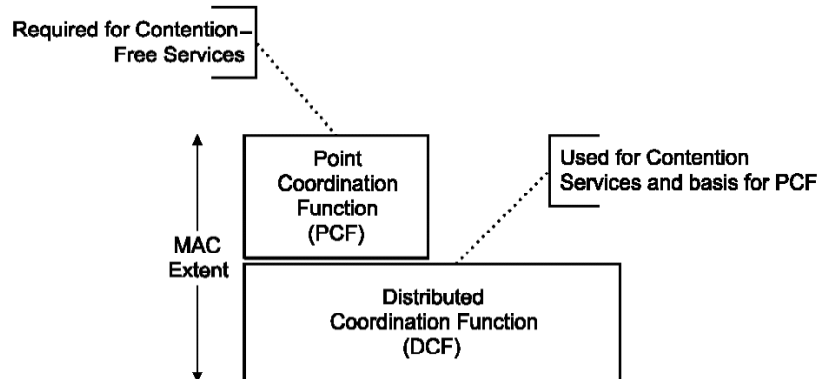 Required for Contention–
Free Services
Point
Coordination
Function
(PCF)
Used for Contention
Services and basis for PCF
MAC
Extent
Distributed
Coordination Function
(DCF)